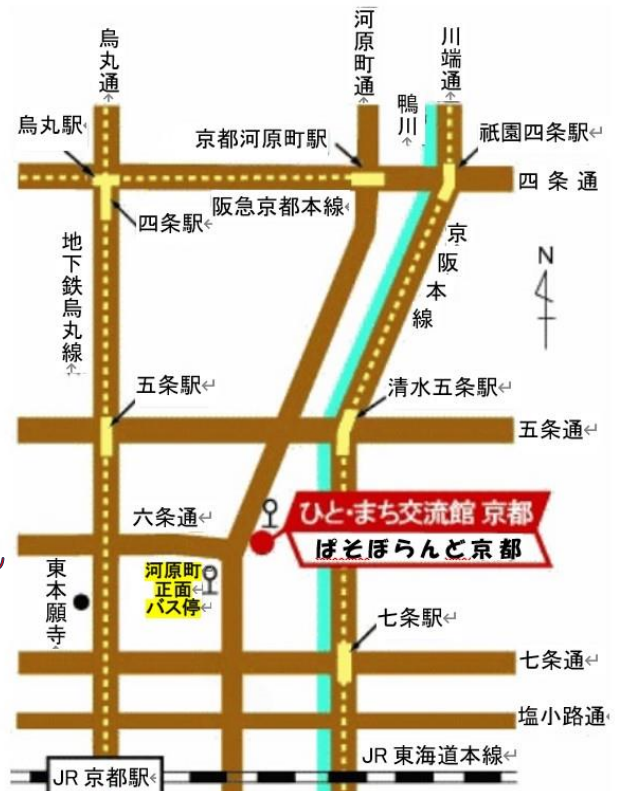 烏丸通
河原町通
川端通
鴨川
烏丸駅
京都河原町駅
祇園四条駅
四条通
阪急京都本線
四条駅
地下鉄烏丸線
京阪本線
N
五条駅
清水五条駅
五条通
六条通
ひと・まち交流館 京都
ぱそぼらんど京都
河原町
正面
バス停
東本願寺
七条駅
七条通
塩小路通
JR東海道本線
JR京都駅